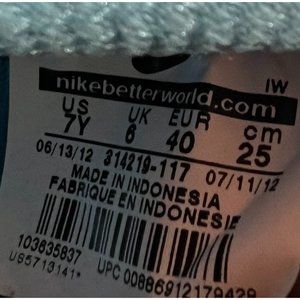 IW
nikebetterworld.com
US UK EUR cm
7Y 6 40 25
06/13/12 314219-117 07/11/12
MADE IN INDONESIA
FABRIQUE EN INDONESIE
103635837
US5713141*
UPC 00886912179429